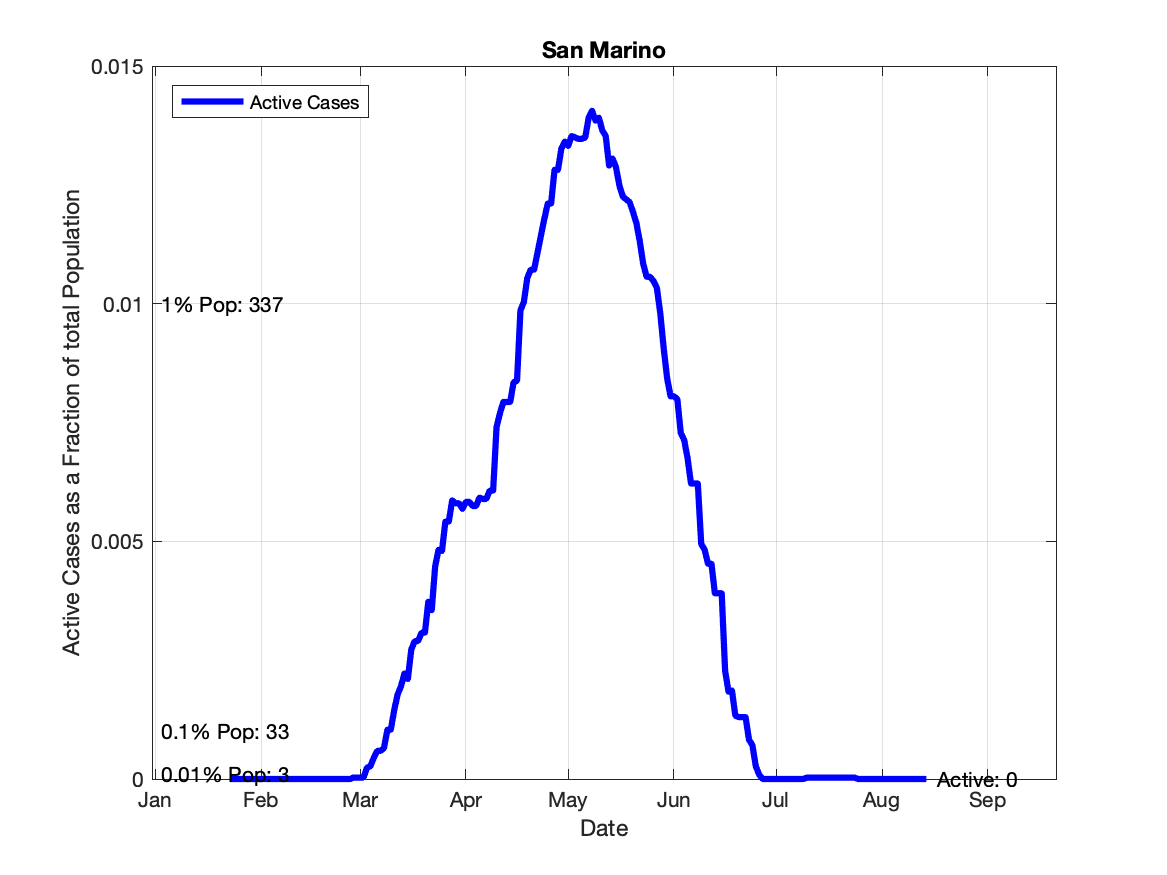 San Marino
0.015
Active Cases
0.01
1% Pop: 337
0.005
0.1% Pop: 33
0
0.01% Pop: 3
Active: 0
Jan Feb Mar Apr May Jun Jul Aug Sep
Date
Active Cases as a Fraction of total Population